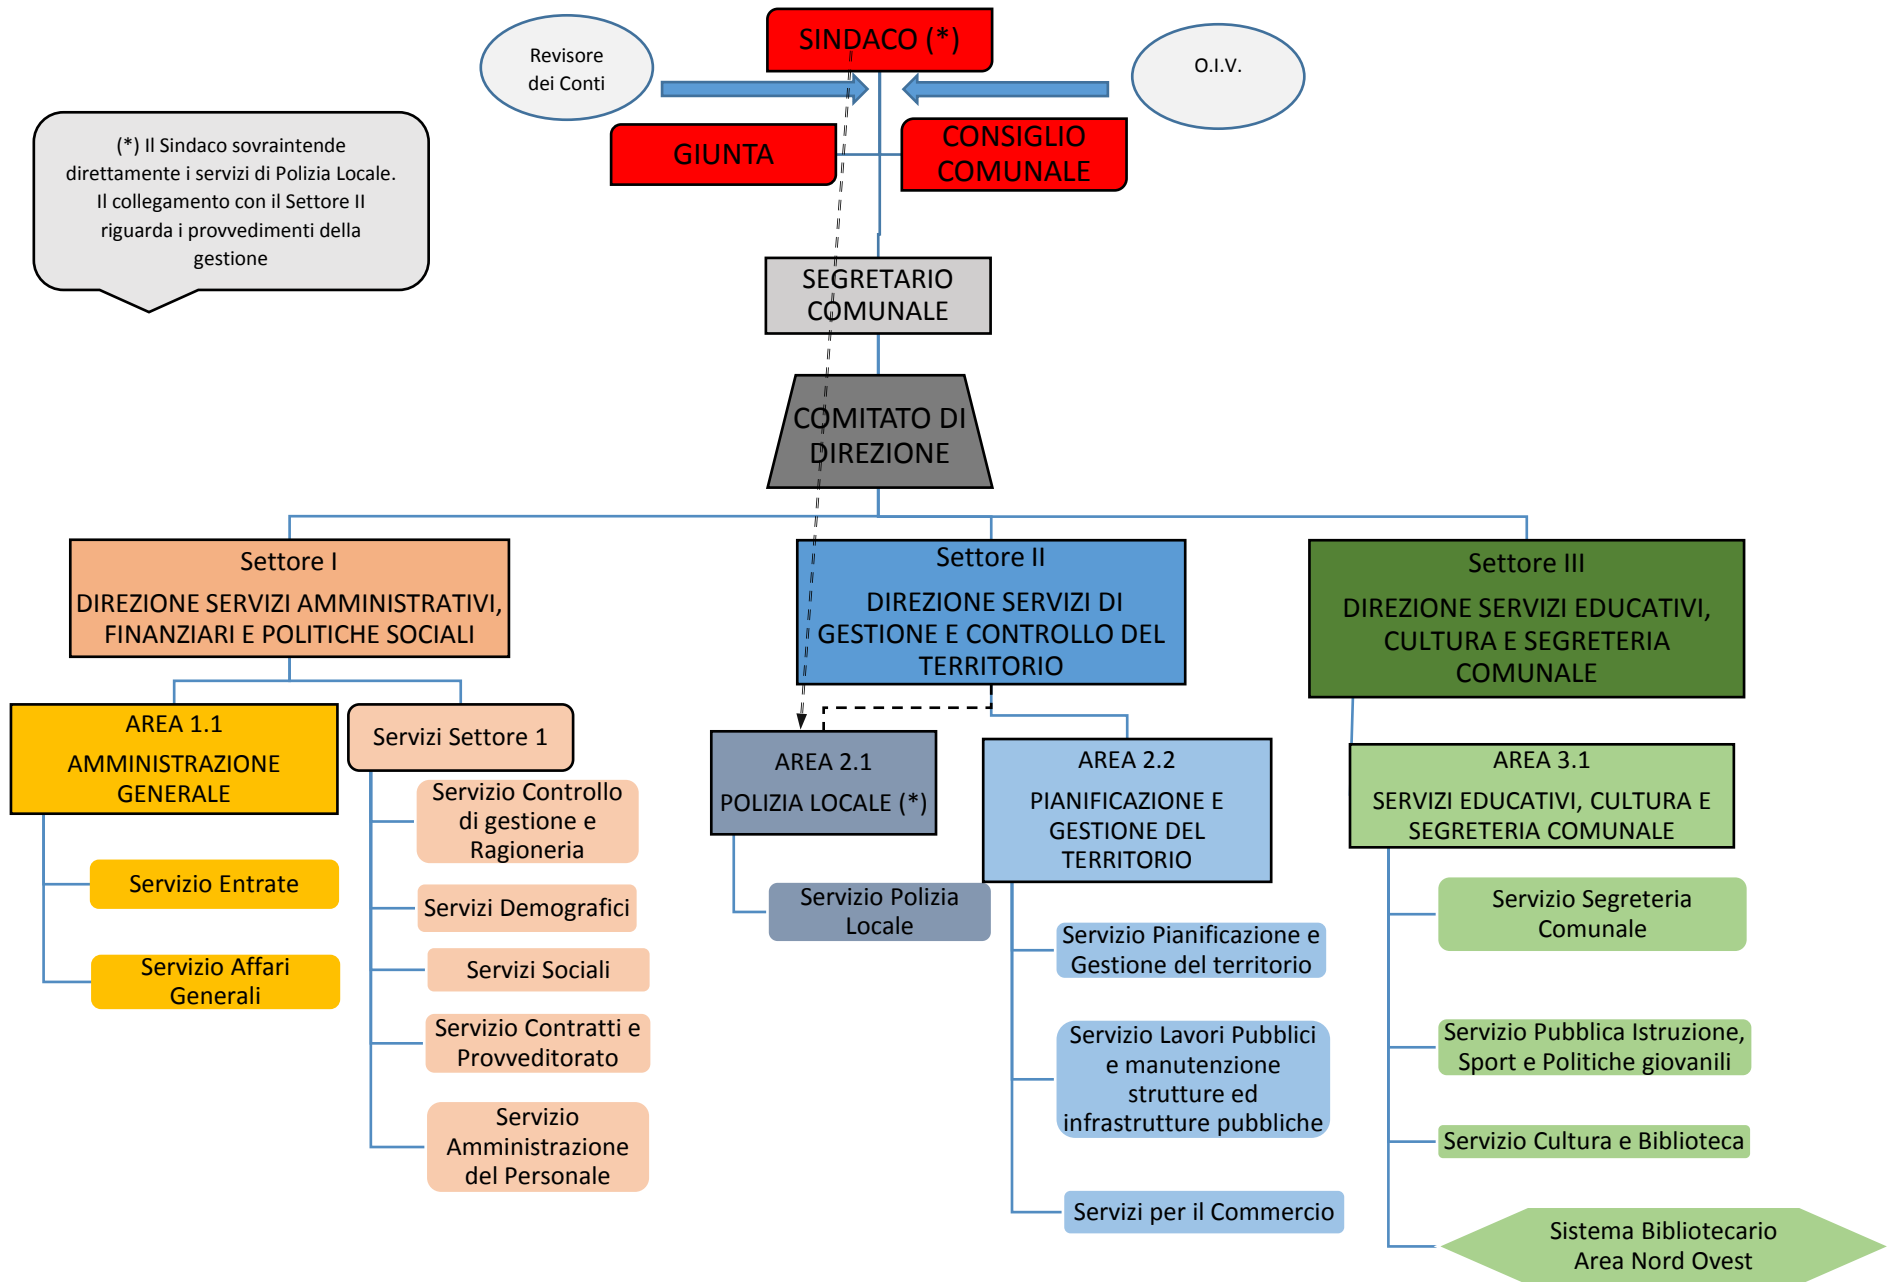 SINDACO (*)
Revisore
dei Conti
O.I.V.
(*) Il Sindaco sovraintende
direttamente i servizi di Polizia Locale.
Il collegamento con il Settore II
riguarda i provvedimenti della
gestione
GIUNTA
CONSIGLIO
COMUNALE
SEGRETARIO
COMUNALE
COMITATO DI
DIREZIONE
Settore I
DIREZIONE SERVIZI AMMINISTRATIVI,
FINANZIARI E POLITICHE SOCIALI
Settore II
DIREZIONE SERVIZI DI
GESTIONE E CONTROLLO DEL
TERRITORIO
Settore III
DIREZIONE SERVIZI EDUCATIVI,
CULTURA E SEGRETERIA
COMUNALE
AREA 1.1
AMMINISTRAZIONE
GENERALE
Servizio Entrate
Servizio Affari
Generali
Servizi Settore 1
Servizio Controllo
di gestione e
Ragioneria
Servizi Demografici
Servizi Sociali
Servizio Contratti e
Provveditorato
Servizio
Amministrazione
del Personale
AREA 2.1
POLIZIA LOCALE (*)
Servizio Polizia
Locale
AREA 2.2
PIANIFICAZIONE E
GESTIONE DEL
TERRITORIO
Servizio Pianificazione e
Gestione del territorio
Servizio Lavori Pubblici
e manutenzione
strutture ed
infrastrutture pubbliche
Servizi per il Commercio
AREA 3.1
SERVIZI EDUCATIVI, CULTURA E
SEGRETERIA COMUNALE
Servizio Segreteria
Comunale
Servizio Pubblica Istruzione,
Sport e Politiche giovanili
Servizio Cultura e Biblioteca
Sistema Bibliotecario
Area Nord Ovest